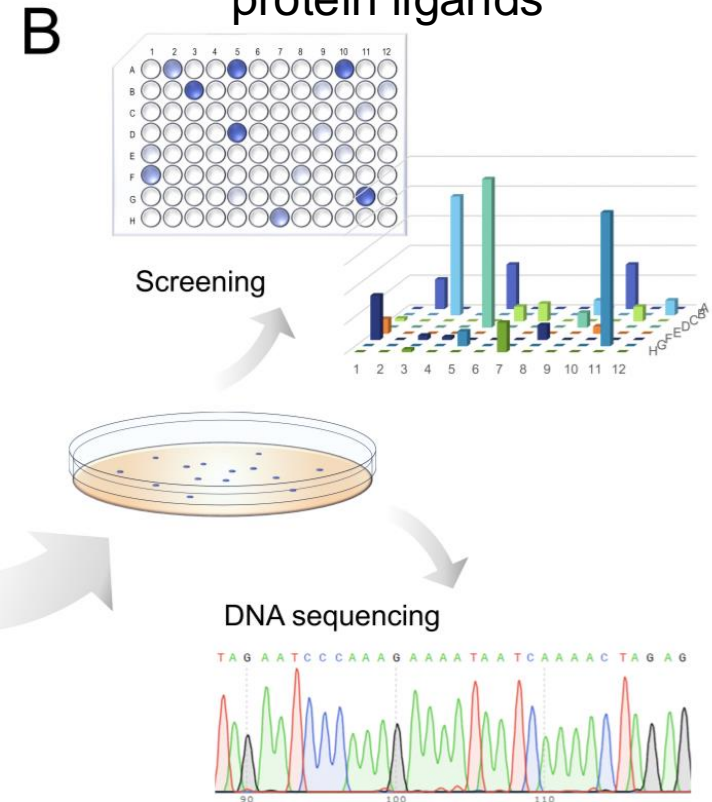 protein ligands
B
1 2 3 4 5 6 7 8 9 10 11 12
A
B
C
D
E
F
G
H
Screening
A
B
C
D
E
F
G
H
1 2 3 4 5 6 7 8 9 10 11 12
DNA sequencing
T A G A A T C C C A A A G A A A A T A A T C A A A A C T A G A G
90 100 110